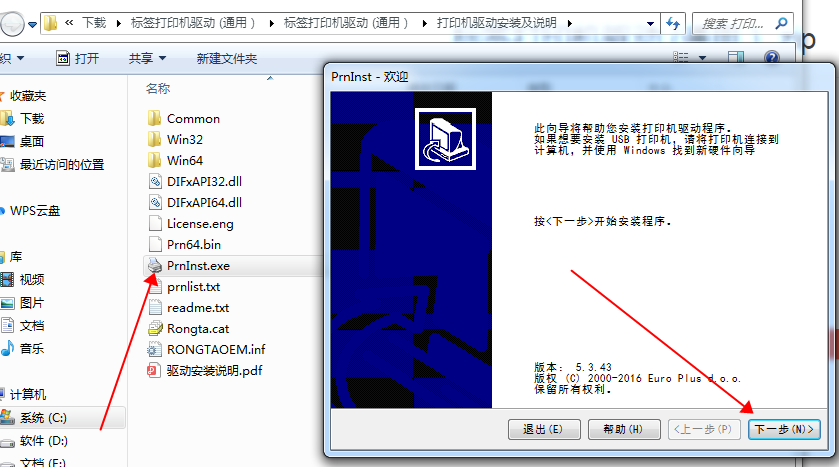 « 下载 ▸ 标签打印机驱动 (通用 ) ▸ 标签打印机驱动 (通用 ) ▸ 打印机驱动安装及说明 ▸
搜索 打印...
织 ▼ 打开 共享 ▼ 新建文件夹
收藏夹
下载
桌面
最近访问的位置
WPS云盘
库
视频
图片
文档
音乐
计算机
系统 (C:)
软件 (D:)
文档 (E:)
名称
Common
Win32
Win64
DIFxAPI32.dll
DIFxAPI64.dll
License.eng
Prn64.bin
PrnInst.exe
prnlist.txt
readme.txt
Rongta.cat
RONGTAOEM.inf
驱动安装说明.pdf
PrnInst - 欢迎
此向导将帮助您安装打印机驱动程序.
如果想要安装 USB 打印机, 请将打印机连接到
计算机, 并使用 Windows 找到新硬件向导
按<下一步>开始安装程序.
版本: 5.3.43
版权 (C) 2000-2016 Euro Plus d.o.o.
保留所有权利.
退出(E) 帮助(H) <上一步(P) 下一步(N)>